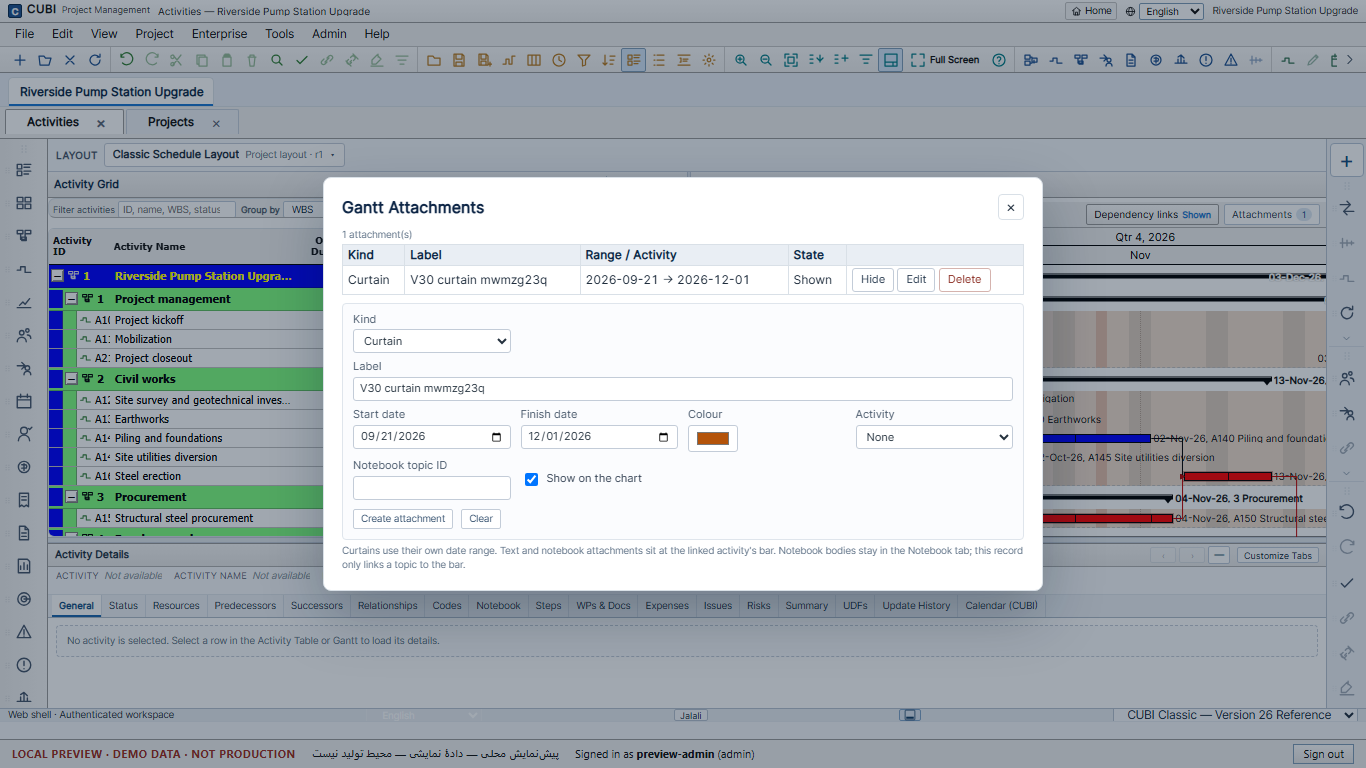 CUBI Project Management Activities — Riverside Pump Station Upgrade Home English Riverside Pump Station Upgrade
File Edit View Project Enterprise Tools Admin Help
Full Screen
Riverside Pump Station Upgrade
Activities × Projects ×
LAYOUT Classic Schedule Layout Project layout · r1
Activity Grid
Filter activities ID, name, WBS, status Group by WBS
Dependency links Shown Attachments 1
Activity ID Activity Name
Qtr 4, 2026
Nov
1 Riverside Pump Station Upgra... 03-Dec-26
1 Project management
Project kickoff
Mobilization
Project closeout
2 Civil works 13-Nov-26,
Site survey and geotechnical inves...
Earthworks Earthworks
Piling and foundations 02-Nov-26, A140 Piling and foundati
Site utilities diversion -Oct-26, A145 Site utilities diversion
Steel erection 13-Nov-26,
3 Procurement 04-Nov-26, 3 Procurement
Structural steel procurement 04-Nov-26, A150 Structural stee
Gantt Attachments ×
1 attachment(s)
Kind Label Range / Activity State
Curtain V30 curtain mwmzg23q 2026-09-21 → 2026-12-01 Shown Hide Edit Delete
Kind
Curtain
Label
V30 curtain mwmzg23q
Start date Finish date Colour Activity
09/21/2026 12/01/2026 None
Notebook topic ID Show on the chart
Create attachment Clear
Curtains use their own date range. Text and notebook attachments sit at the linked activity's bar. Notebook bodies stay in the Notebook tab; this record
only links a topic to the bar.
Activity Details Customize Tabs
ACTIVITY Not available ACTIVITY NAME Not available
General Status Resources Predecessors Successors Relationships Codes Notebook Steps WPs & Docs Expenses Issues Risks Summary UDFs Update History Calendar (CUBI)
No activity is selected. Select a row in the Activity Table or Gantt to load its details.
Web shell · Authenticated workspace English Jalali CUBI Classic — Version 26 Reference
LOCAL PREVIEW · DEMO DATA · NOT PRODUCTION پیش‌نمایش محلی — دادهٔ نمایشی — محیط تولید نیست Signed in as preview-admin (admin) Sign out